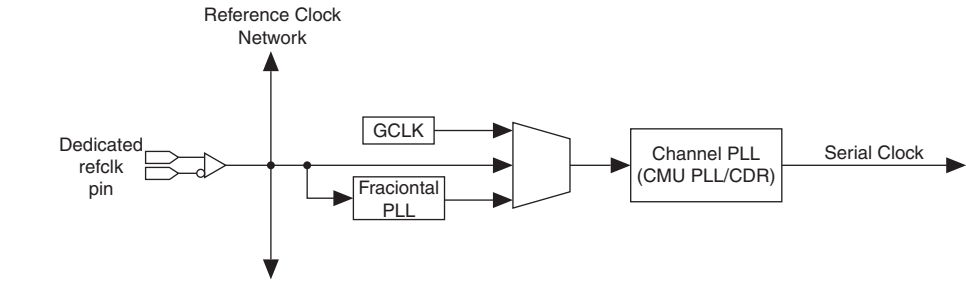 Reference Clock
Network
GCLK
Dedicated
refclk
pin
Fraciontal
PLL
Channel PLL
(CMU PLL/CDR)
Serial Clock